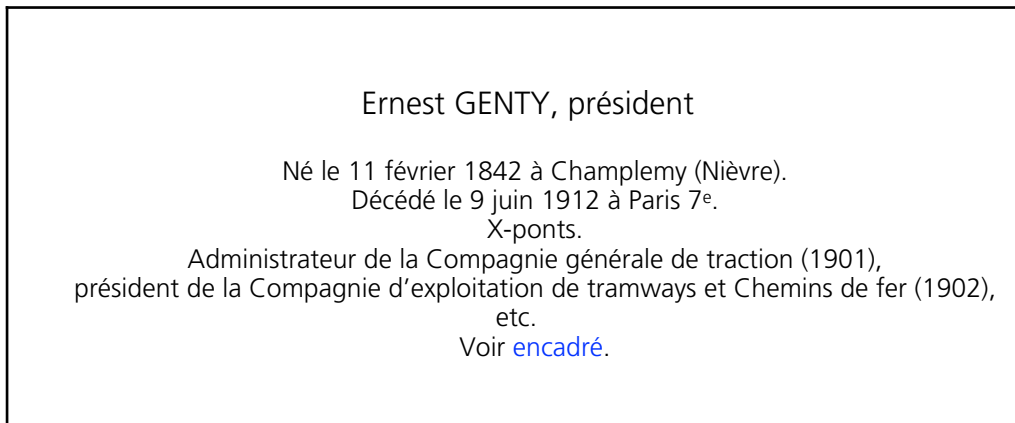 Ernest GENTY, président
Né le 11 février 1842 à Champlemy (Nièvre).
Décédé le 9 juin 1912 à Paris 7e.
X-ponts.
Administrateur de la Compagnie générale de traction (1901),
président de la Compagnie d’exploitation de tramways et Chemins de fer (1902),
etc.
Voir encadré.